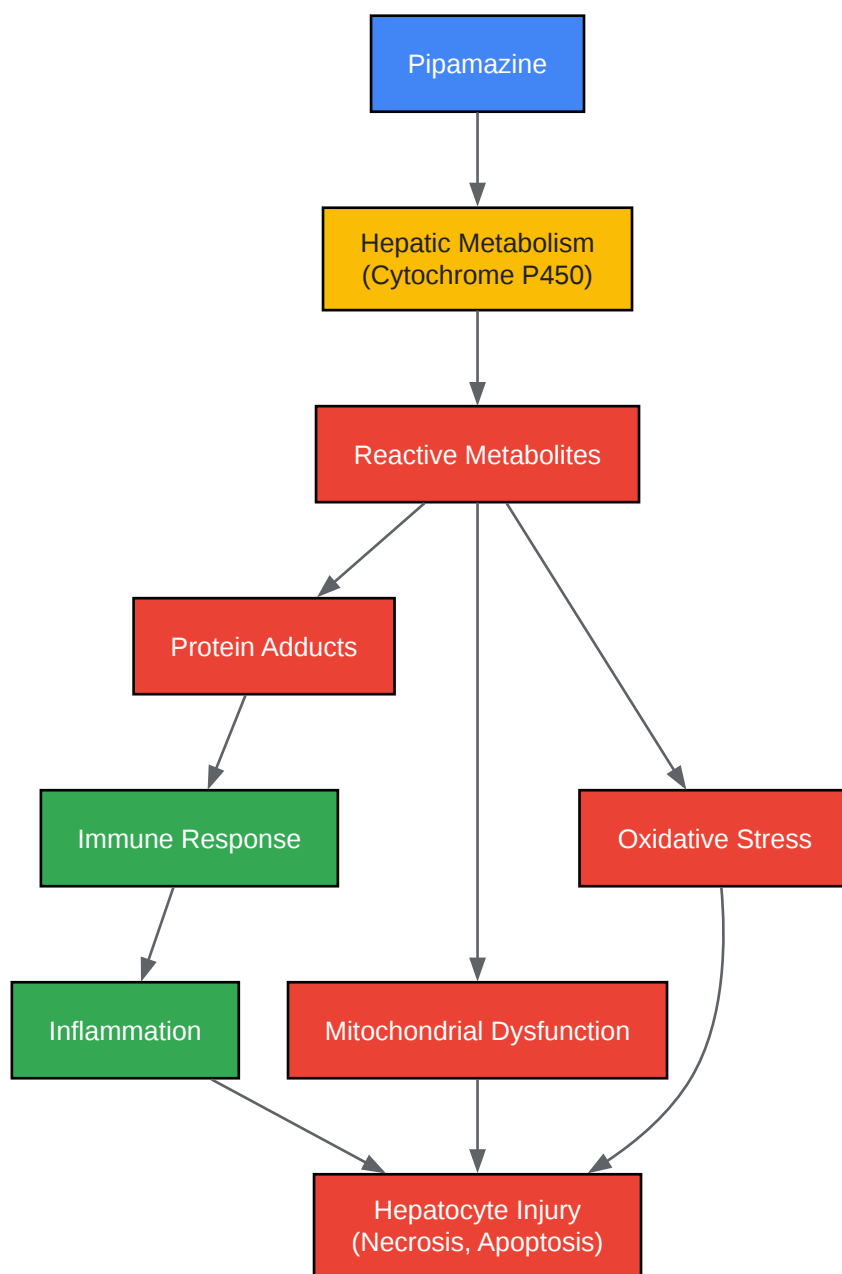 Pipamazine
Hepatic Metabolism
(Cytochrome P450)
Reactive Metabolites
Protein Adducts
Immune Response
Oxidative Stress
Inflammation
Mitochondrial Dysfunction
Hepatocyte Injury
(Necrosis, Apoptosis)